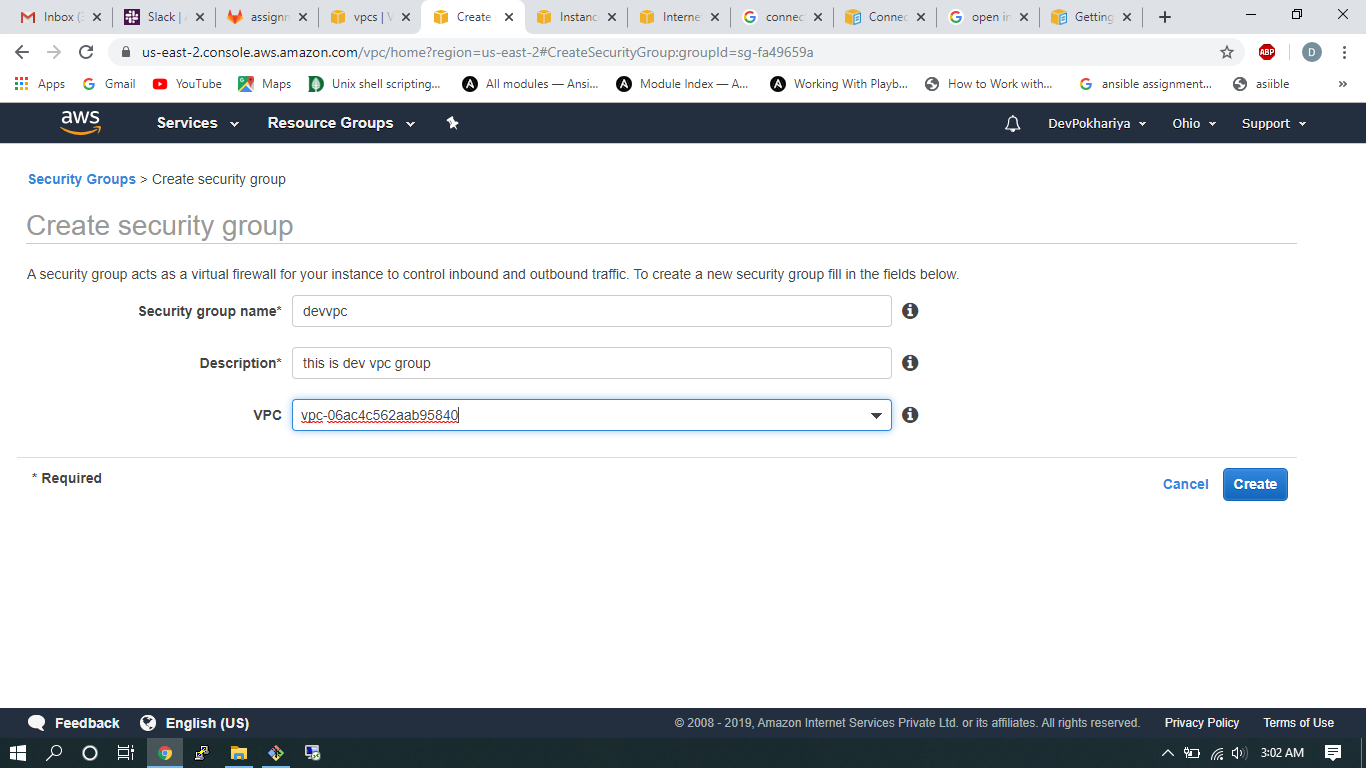 Inbox (
Slack |
assignn
vpcs | V
Create
Instanc
Interne
connec
Connec
open in
Getting
us-east-2.console.aws.amazon.com/vpc/home?region=us-east-2#CreateSecurityGroup:groupId=sg-fa49659a
ABP
D
Apps
Gmail
YouTube
Maps
Unix shell scripting...
All modules — Ansi...
Module Index — A...
Working With Playb...
How to Work with...
ansible assignment...
asiible
»
aws
Services
Resource Groups
DevPokhariya
Ohio
Support
Security Groups > Create security group
Create security group
A security group acts as a virtual firewall for your instance to control inbound and outbound traffic. To create a new security group fill in the fields below.
Security group name* devvpc
Description* this is dev vpc group
VPC vpc-06ac4c562aab95840
* Required
Cancel Create
Feedback English (US) © 2008 - 2019, Amazon Internet Services Private Ltd. or its affiliates. All rights reserved. Privacy Policy Terms of Use
3:02 AM